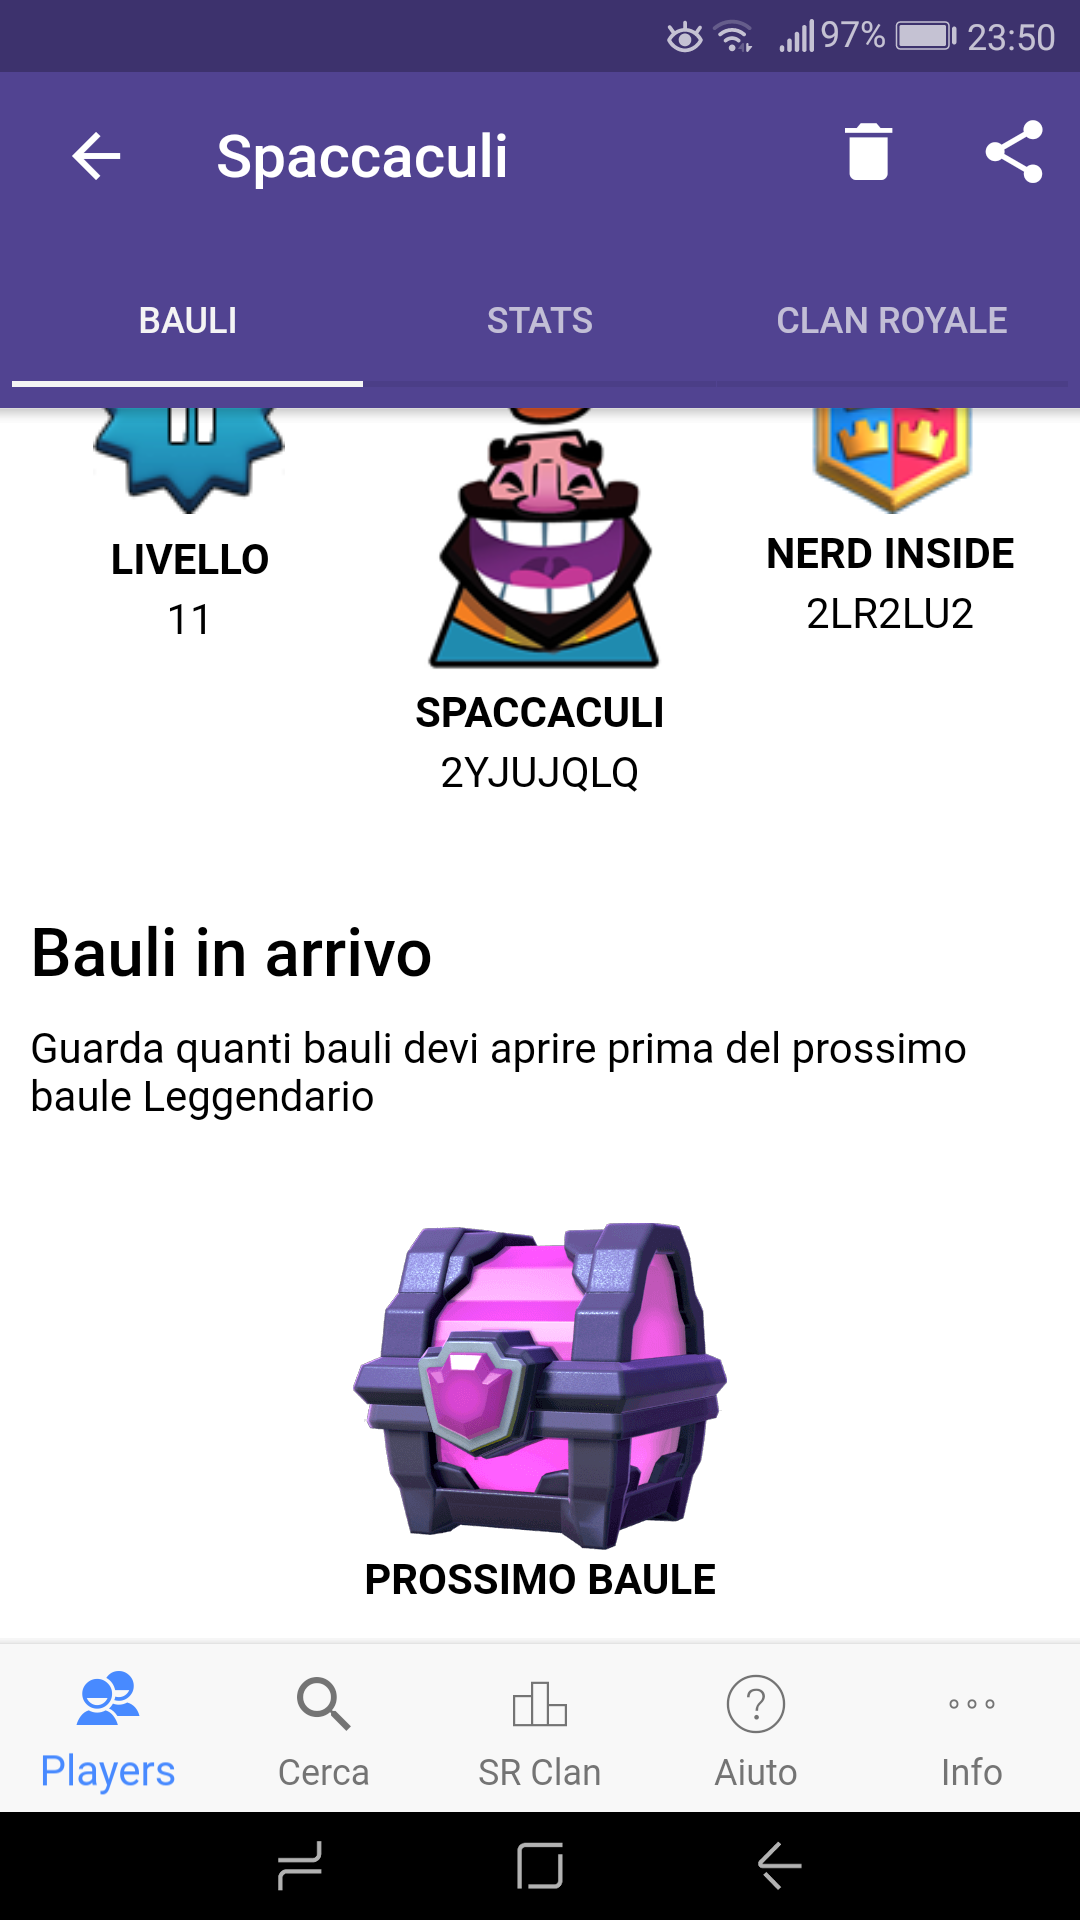 97% 23:50
Spaccaculi
BAULI STATS CLAN ROYALE
LIVELLO
11
NERD INSIDE
2LR2LU2
SPACCACULI
2YJUJQLQ
Bauli in arrivo
Guarda quanti bauli devi aprire prima del prossimo
baule Leggendario
PROSSIMO BAULE
Players Cerca SR Clan Aiuto Info